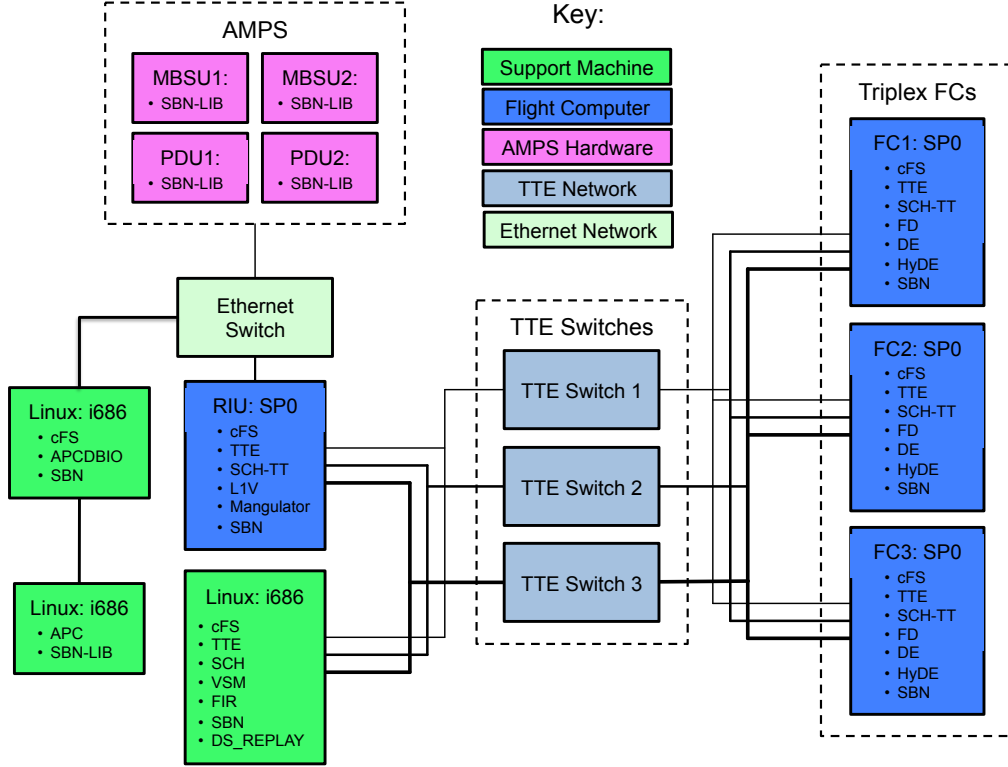 AMPS
MBSU1:
• SBN-LIB
MBSU2:
• SBN-LIB
PDU1:
• SBN-LIB
PDU2:
• SBN-LIB
Key:
Support Machine
Flight Computer
AMPS Hardware
TTE Network
Ethernet Network
Ethernet
Switch
Linux: i686
• cFS
• APCDBIO
• SBN
Linux: i686
• APC
• SBN-LIB
RIU: SP0
• cFS
• TTE
• SCH-TT
• L1V
• Mangulator
• SBN
Linux: i686
• cFS
• TTE
• SCH
• VSM
• FIR
• SBN
• DS_REPLAY
TTE Switches
TTE Switch 1
TTE Switch 2
TTE Switch 3
Triplex FCs
FC1: SP0
• cFS
• TTE
• SCH-TT
• FD
• DE
• HyDE
• SBN
FC2: SP0
• cFS
• TTE
• SCH-TT
• FD
• DE
• HyDE
• SBN
FC3: SP0
• cFS
• TTE
• SCH-TT
• FD
• DE
• HyDE
• SBN